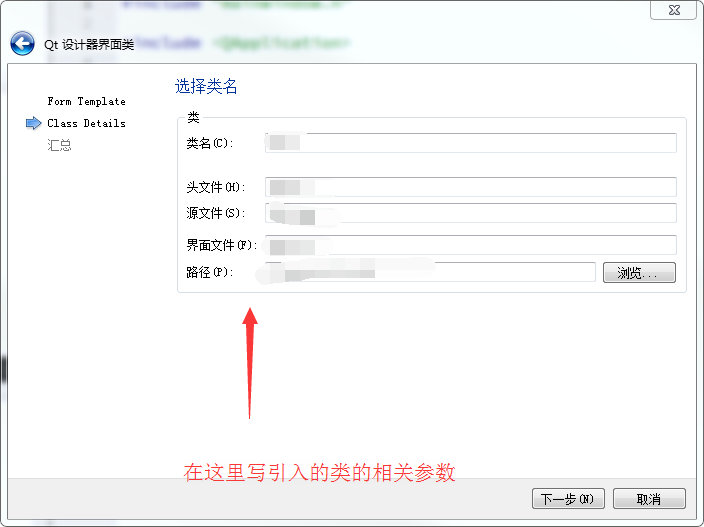 Qt 设计器界面类
选择类名
Form Template
Class Details
汇总
类
类名(C):
头文件(H):
源文件(S):
界面文件(F):
路径(P):
浏览...
在这里写引入的类的相关参数
下一步(N)
取消